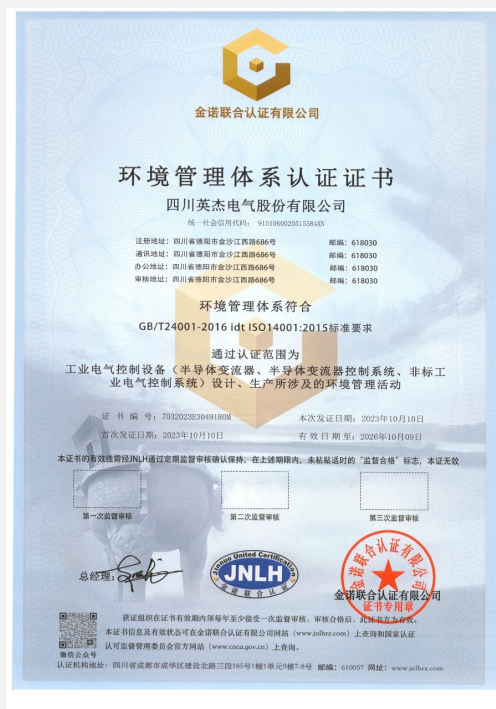 金诺联合认证有限公司
环境管理体系认证证书
四川英杰电气股份有限公司
统一社会信用代码: 9151060020515584XN
注册地址: 四川省德阳市金沙江西路686号 邮编: 618030
通讯地址: 四川省德阳市金沙江西路686号 邮编: 618030
办公地址: 四川省德阳市金沙江西路686号 邮编: 618030
审核地址: 四川省德阳市金沙江西路686号 邮编: 618030
环境管理体系符合
GB/T24001-2016 idt ISO14001:2015标准要求
通过认证范围为
工业电气控制设备（半导体变流器、半导体变流器控制系统、非标工
业电气控制系统）设计、生产所涉及的环境管理活动
证 书 编 号: 7032023E30491R0M 本次发证日期: 2023年10月10日
首次发证日期: 2023年10月10日 有 效 日 期 至: 2026年10月09日
本证书的有效性需经JNLH通过定期监督审核确认保持，在上述期限内，未粘贴适时的“监督合格”标志，本证无效
第一次监督审核 第二次监督审核 第三次监督审核
总经理:
Jinnuo United Certification
JNLH
金诺联合认证
金诺联合认证有限公司
金诺联合认证有限公司
证书专用章
获证组织在证书有效期内须每年至少接受一次监督审核，审核合格后，此证书方为有效。
本证书信息及有效状态可在金诺联合认证有限公司网站（www.jnlhrz.com）上查询和国家认证
认可监督管理委员会官方网站（www.cnca.gov.cn）上查询。
微信公众号
认证机构地址: 四川省成都市成华区建设北路三段185号1幢1单元9楼7-8号 邮编: 610057 网址: www.jnlhrz.com